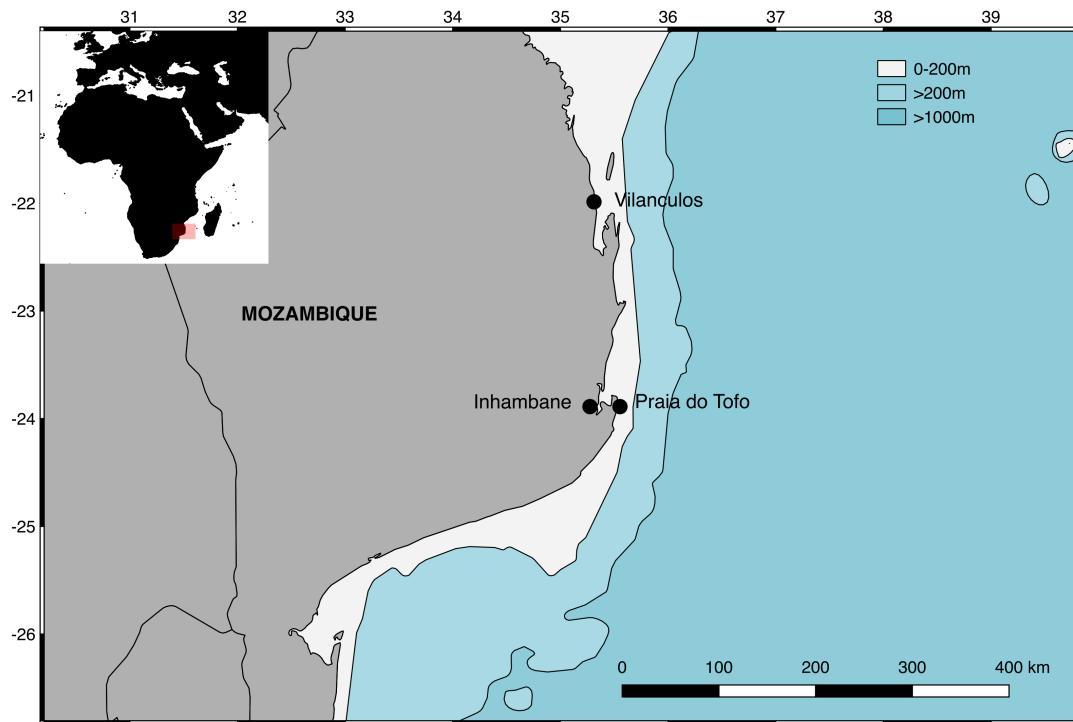 31 32 33 34 35 36 37 38 39
0-200m
-21
>200m
>1000m
-22
Vilanculos
-23
MOZAMBIQUE
Inhambane
Praia do Tofo
-24
-25
-26
0 100 200 300 400 km